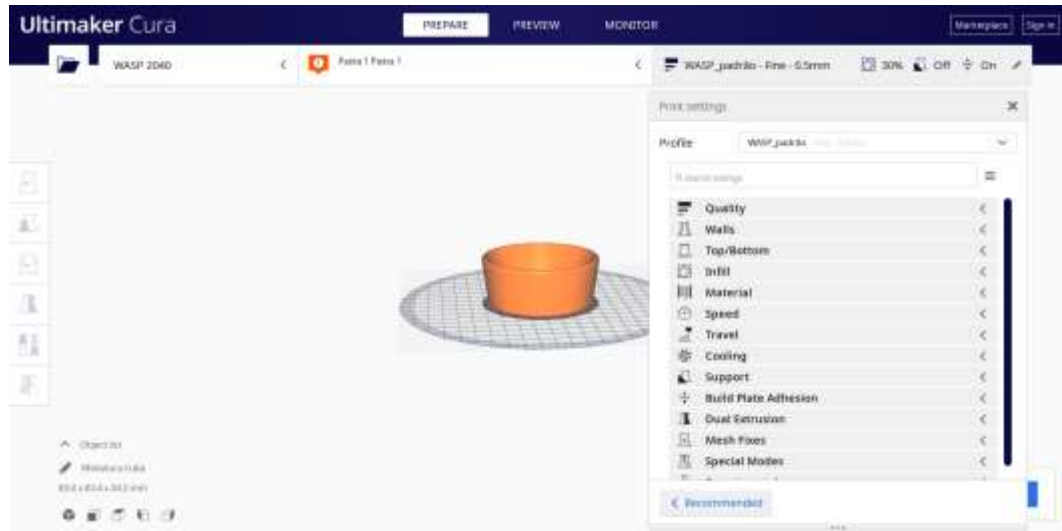 Ultimaker Cura
PREPARE
PREVIEW
MONITOR
Marketplace
Sign in
WASP 2040
WASP_padrão - Fine - 0.5mm
30%
Off
On
Print settings
Profile
WASP_padrão
Quality
Walls
Top/Bottom
Infill
Material
Speed
Travel
Cooling
Support
Build Plate Adhesion
Dual Extrusion
Mesh Fixes
Special Modes
Recommended
Object list